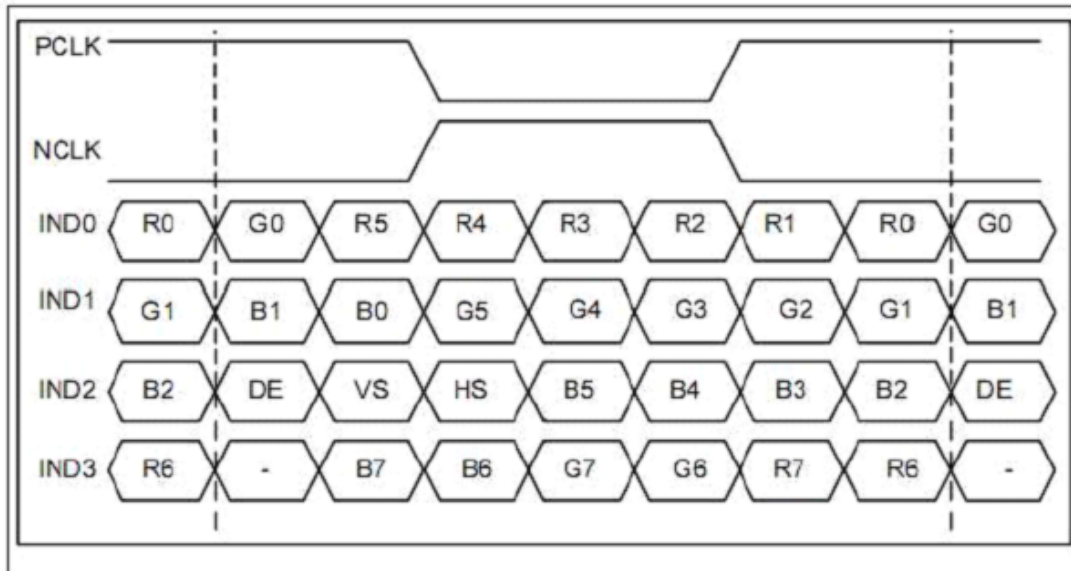 PCLK
NCLK
IND0 R0 G0 R5 R4 R3 R2 R1 R0 G0
IND1 G1 B1 B0 G5 G4 G3 G2 G1 B1
IND2 B2 DE VS HS B5 B4 B3 B2 DE
IND3 R6 - B7 B6 G7 G6 R7 R6 -